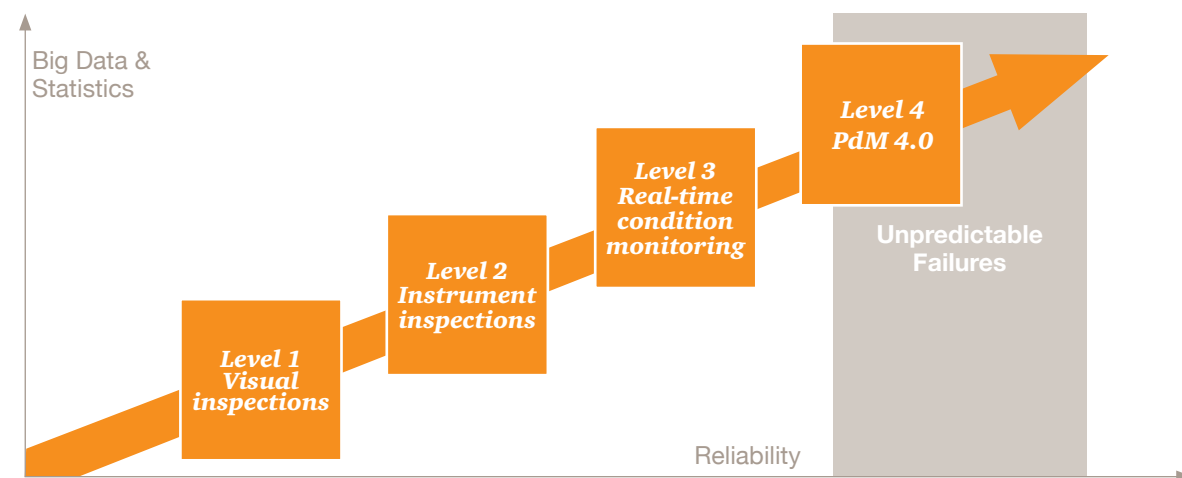 Big Data &
Statistics
Level 1
Visual
inspections
Level 2
Instrument
inspections
Level 3
Real-time
condition
monitoring
Level 4
PdM 4.0
Unpredictable
Failures
Reliability